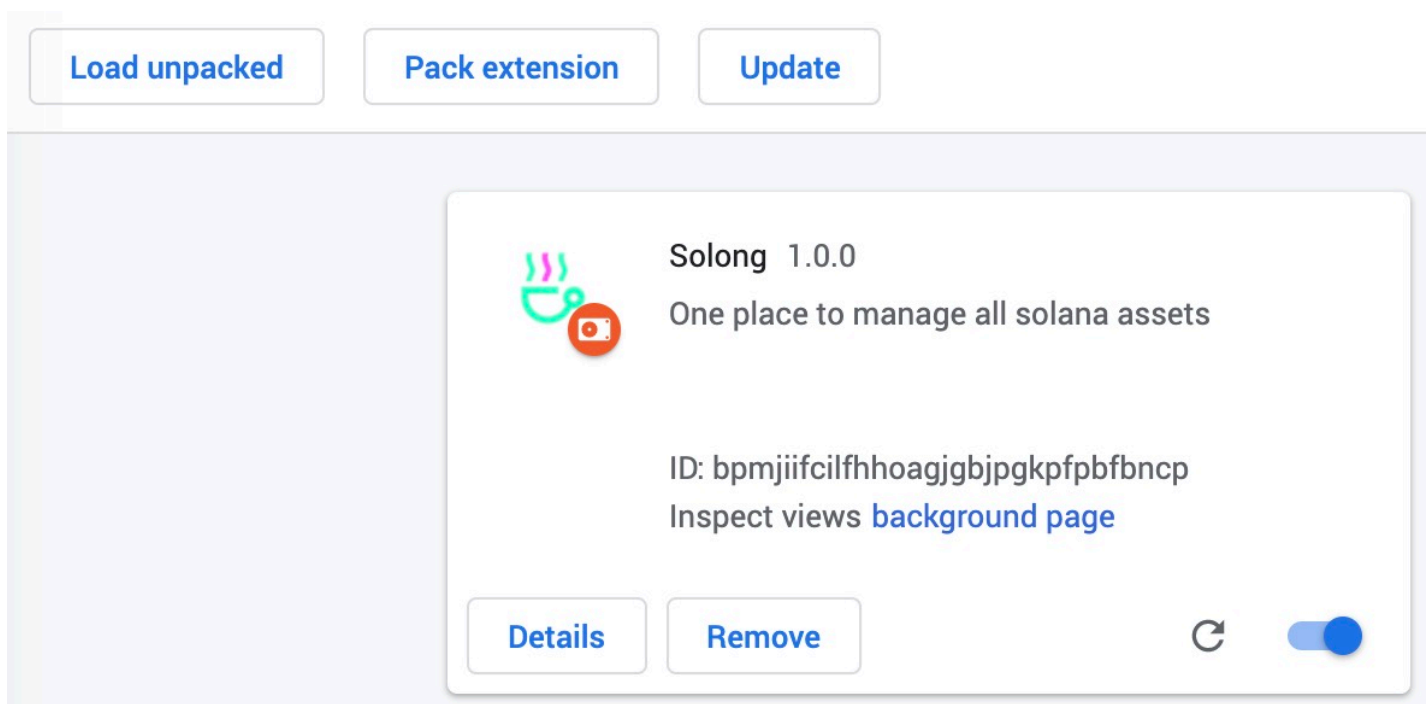 Load unpacked Pack extension Update
Solong 1.0.0
One place to manage all solana assets
ID: bpmjiifcilfhhoagjgbjpgkpfpbfbncp
Inspect views background page
Details Remove